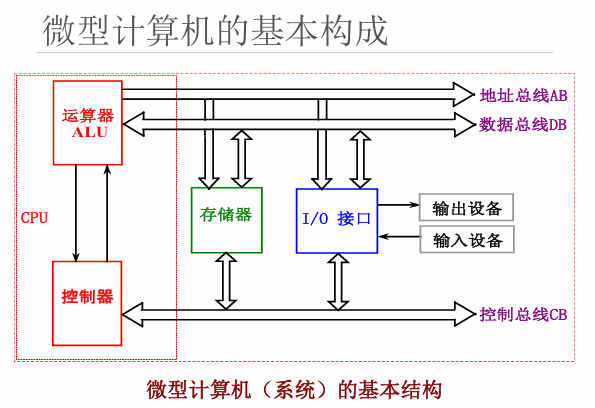 微型计算机的基本构成
地址总线AB
运算器
ALU
数据总线DB
CPU
存储器
I/O 接口
输出设备
输入设备
控制器
控制总线CB
微型计算机（系统）的基本结构